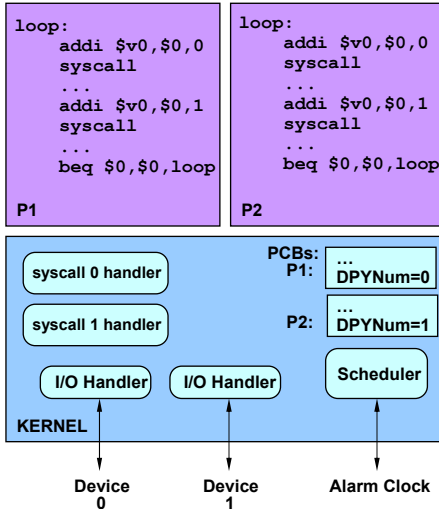 loop:
addi $v0,$0,0
syscall
...
addi $v0,$0,1
syscall
...
beq $0,$0,loop
P1
loop:
addi $v0,$0,0
syscall
...
addi $v0,$0,1
syscall
...
beq $0,$0,loop
P2
syscall 0 handler
syscall 1 handler
PCBs:
P1:
...
DPYNum=0
P2:
...
DPYNum=1
I/O Handler
I/O Handler
Scheduler
KERNEL
Device
0
Device
1
Alarm Clock